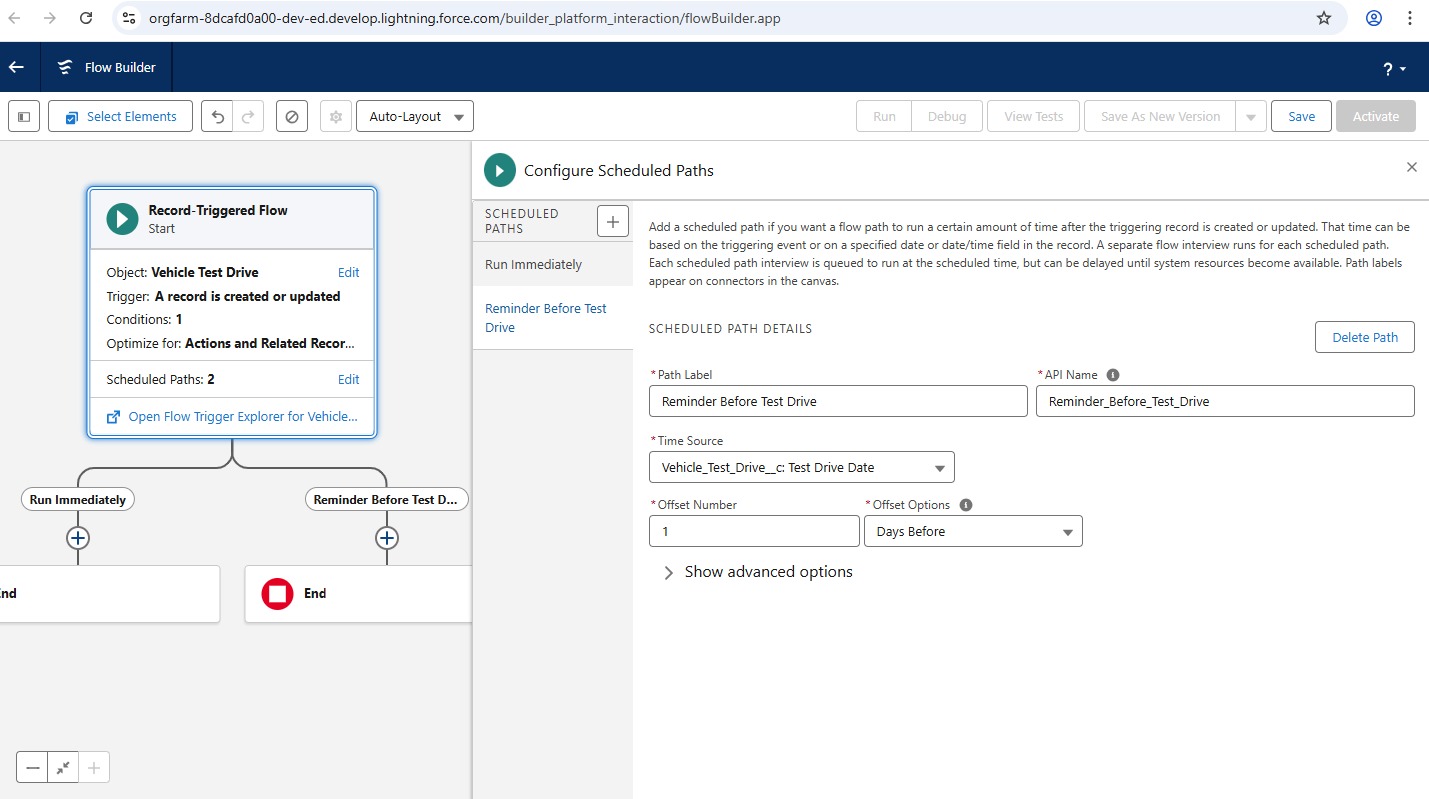 orgfarm-8dcafd0a00-dev-ed.develop.lightning.force.com/builder_platform_interaction/flowBuilder.app
Flow Builder
?
Select Elements
Auto-Layout
Run
Debug
View Tests
Save As New Version
Save
Activate
Record-Triggered Flow
Start
Object: Vehicle Test Drive
Edit
Trigger: A record is created or updated
Conditions: 1
Optimize for: Actions and Related Recor...
Scheduled Paths: 2
Edit
Open Flow Trigger Explorer for Vehicle...
Run Immediately
Reminder Before Test D...
End
Configure Scheduled Paths
SCHEDULED
PATHS
Run Immediately
Reminder Before Test
Drive
Add a scheduled path if you want a flow path to run a certain amount of time after the triggering record is created or updated. That time can be
based on the triggering event or on a specified date or date/time field in the record. A separate flow interview runs for each scheduled path.
Each scheduled path interview is queued to run at the scheduled time, but can be delayed until system resources become available. Path labels
appear on connectors in the canvas.
SCHEDULED PATH DETAILS
Delete Path
*Path Label
*API Name
Reminder Before Test Drive
Reminder_Before_Test_Drive
*Time Source
Vehicle_Test_Drive__c: Test Drive Date
*Offset Number
*Offset Options
1
Days Before
Show advanced options